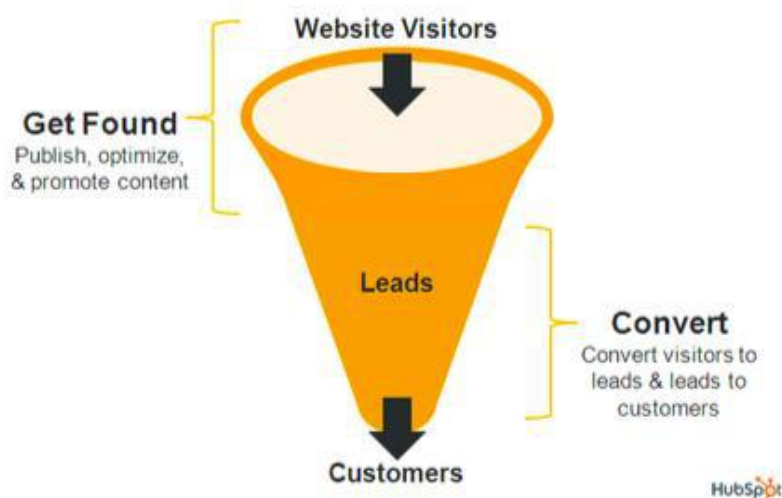 Website Visitors
Get Found
Publish, optimize,
& promote content
Leads
Convert
Convert visitors to
leads & leads to
customers
Customers
HubSpot